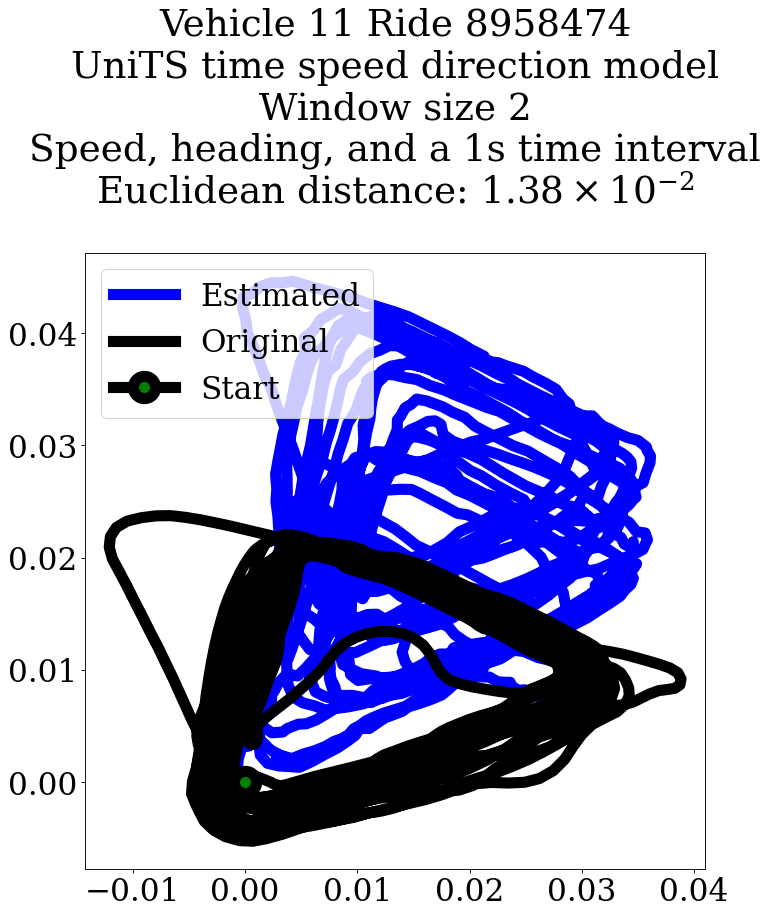 Vehicle 11 Ride 8958474
UniTS time speed direction model
Window size 2
Speed, heading, and a 1s time interval
Euclidean distance: 1.38 × 10⁻²
Estimated
Original
Start
0.04
0.03
0.02
0.01
0.00
−0.01 0.00 0.01 0.02 0.03 0.04